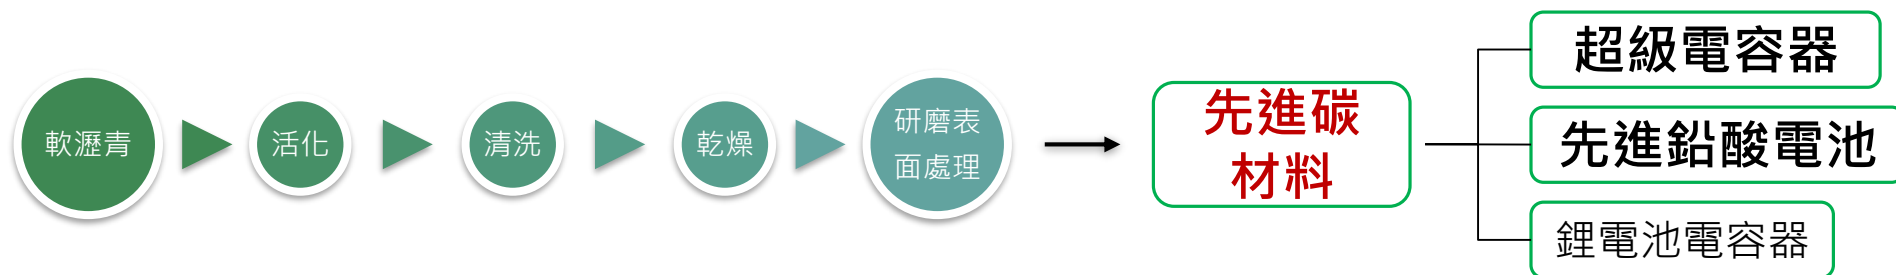 軟瀝青
活化
清洗
乾燥
研磨表
面處理
先進碳
材料
超級電容器
先進鉛酸電池
鋰電池電容器